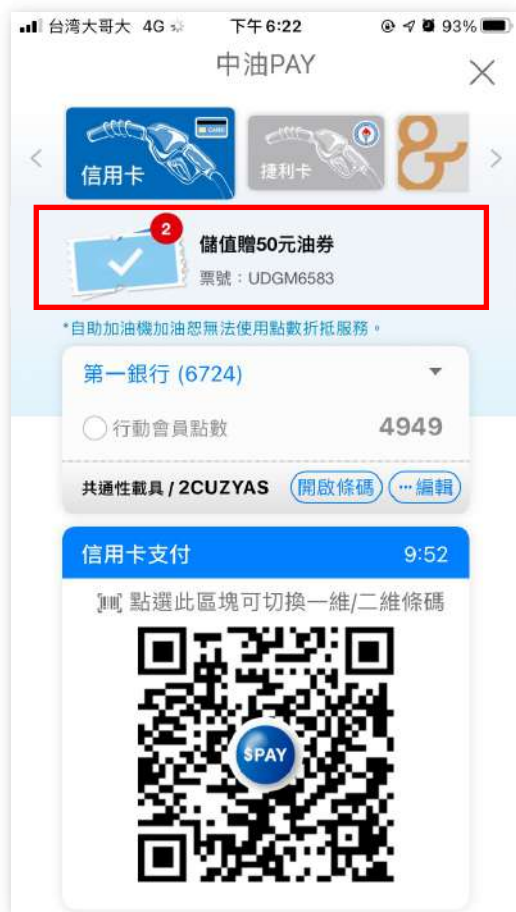 台湾大哥大 4G 下午6:22 93%
中油PAY
信用卡
CARD
捷利卡
2
儲值贈50元油券
票號：UDGM6583
*自助加油機加油恕無法使用點數折抵服務。
第一銀行 (6724)
行動會員點數 4949
共通性載具 / 2CUZYAS 開啟條碼 ···編輯
信用卡支付 9:52
點選此區塊可切換一維/二維條碼
$PAY